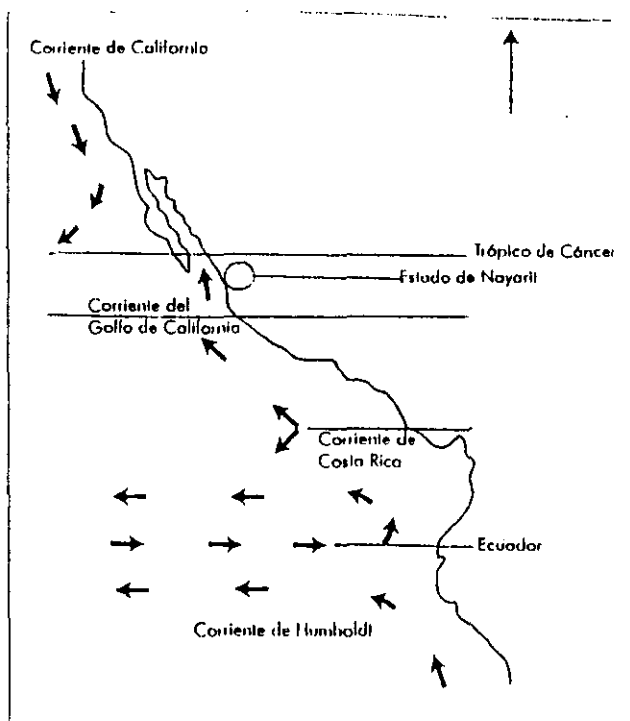 Corriente de California
Trópico de Cáncer
Estado de Nayarit
Corriente del
Golfo de California
Corriente de
Costa Rica
Ecuador
Corriente de Humboldt